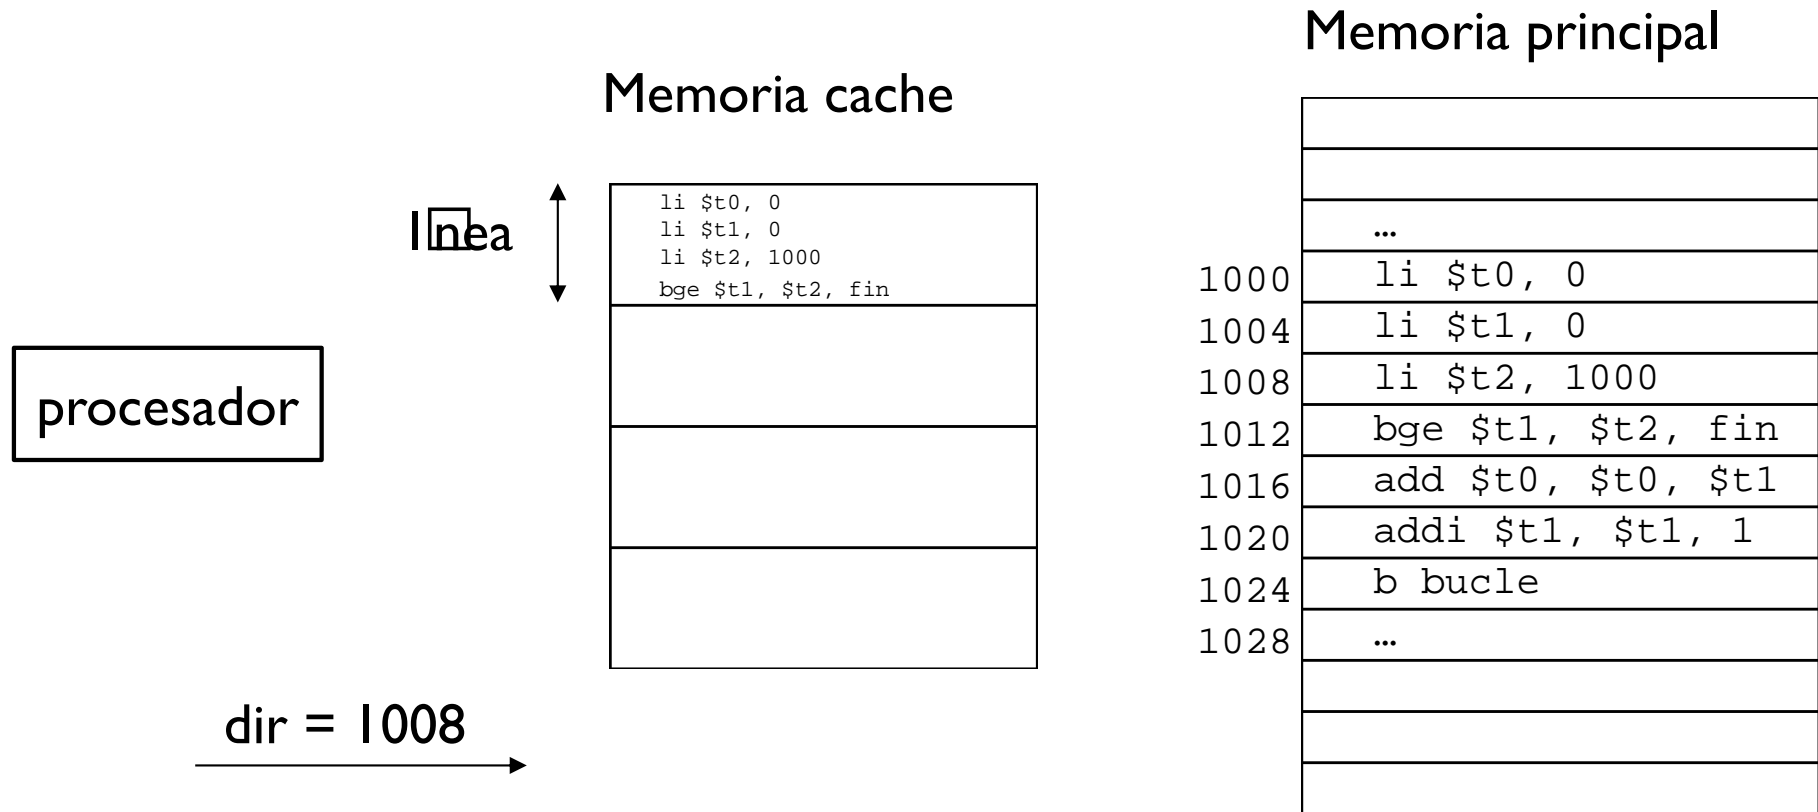 Memoria principal
Memoria cache
l□nea
li $t0, 0
li $t1, 0
li $t2, 1000
bge $t1, $t2, fin
procesador
dir = 1008
…
1000 li $t0, 0
1004 li $t1, 0
1008 li $t2, 1000
1012 bge $t1, $t2, fin
1016 add $t0, $t0, $t1
1020 addi $t1, $t1, 1
1024 b bucle
1028 …